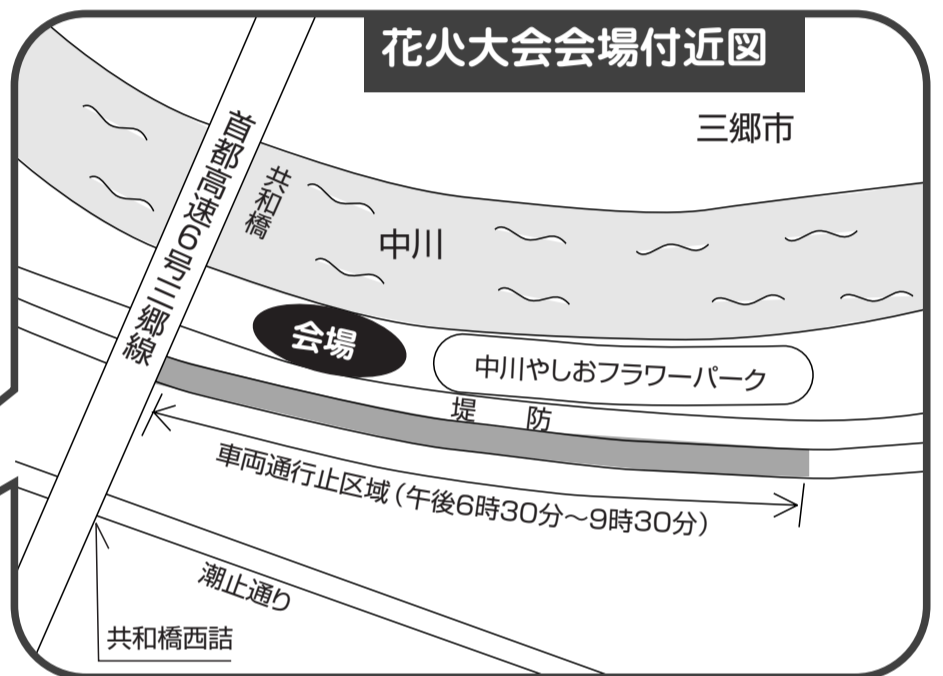 花火大会会場付近図
三郷市
首都高速6号三郷線
共和橋
中川
会場
中川やしおフラワーパーク
堤防
車両通行止区域(午後6時30分～9時30分)
潮止通り
共和橋西詰